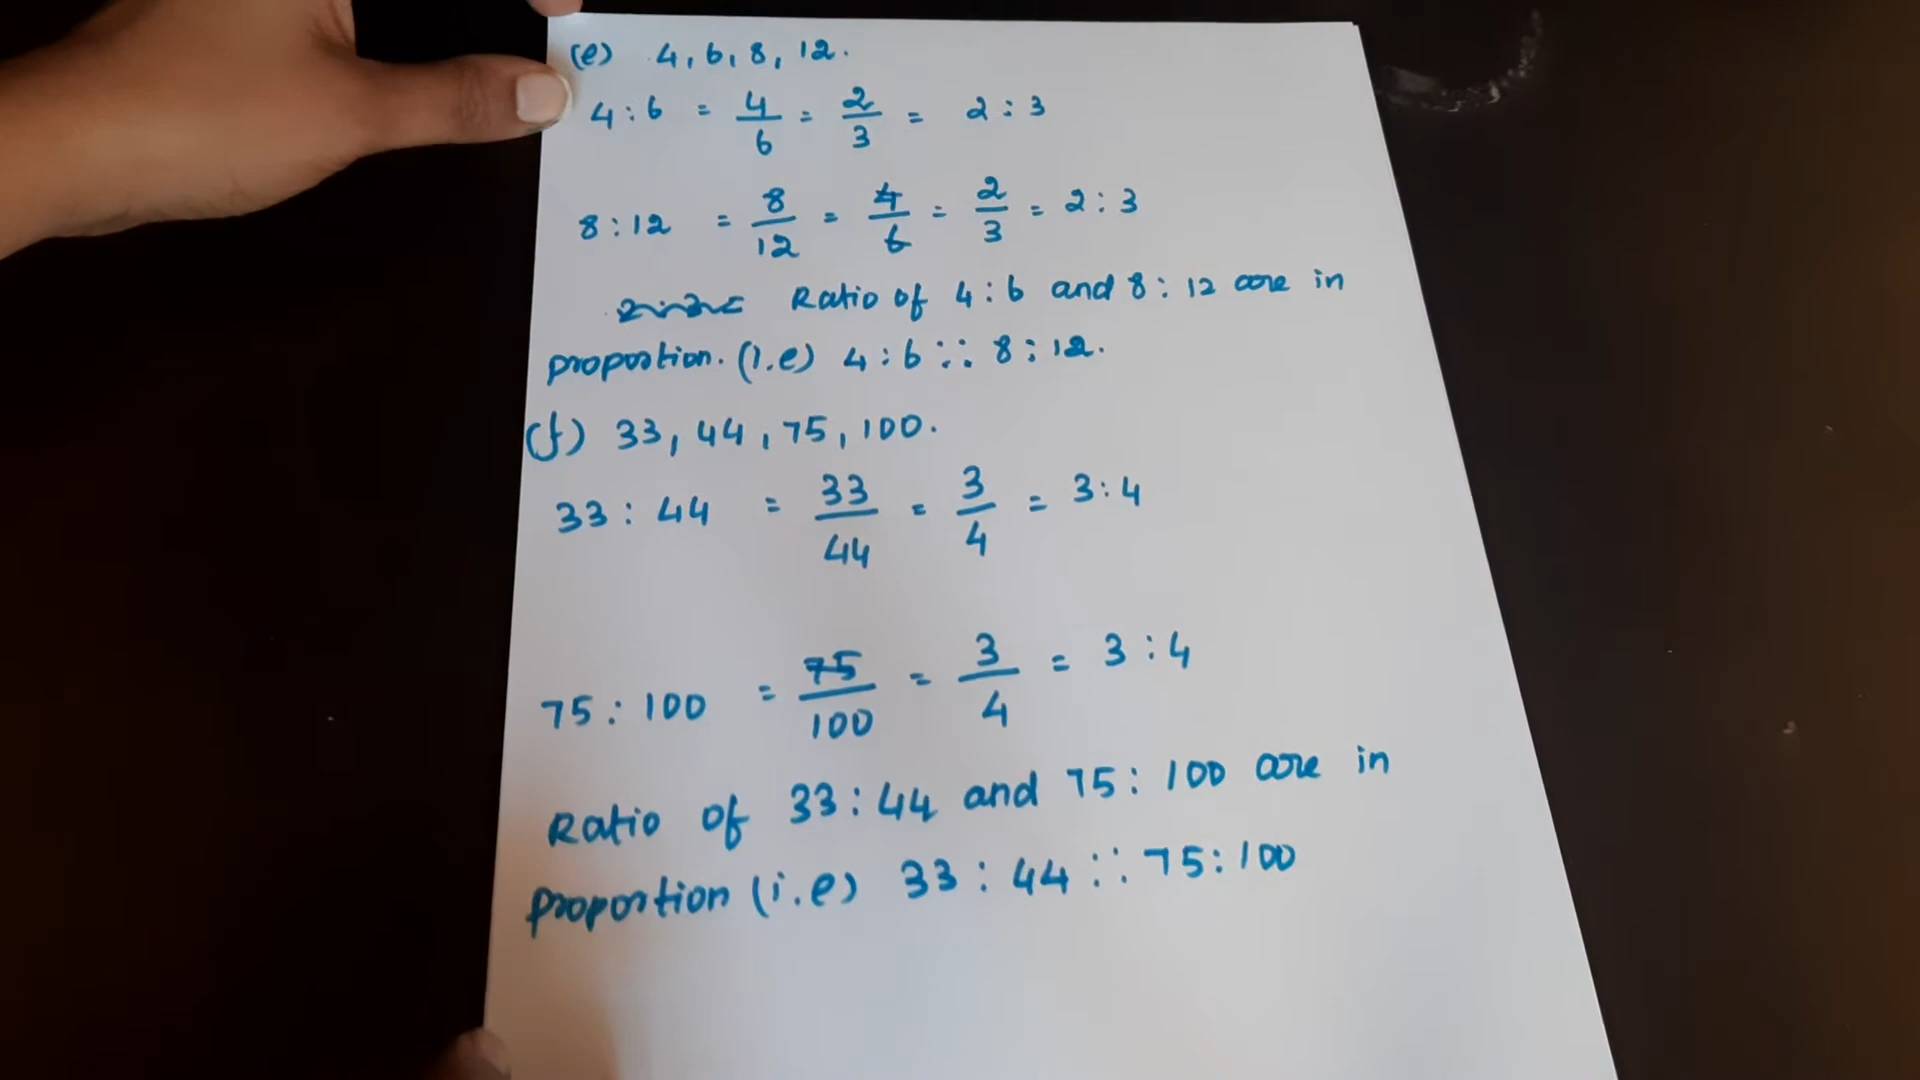 (e) 4, 6, 8, 12.
4 : 6 = 4/6 = 2/3 = 2 : 3
8 : 12 = 8/12 = 4/6 = 2/3 = 2 : 3
Ratio of 4 : 6 and 8 : 12 are in
proportion. (i.e) 4 : 6 :: 8 : 12.
(f) 33, 44, 75, 100.
33 : 44 = 33/44 = 3/4 = 3 : 4
75 : 100 = 75/100 = 3/4 = 3 : 4
Ratio of 33 : 44 and 75 : 100 are in
proportion (i.e) 33 : 44 :: 75 : 100